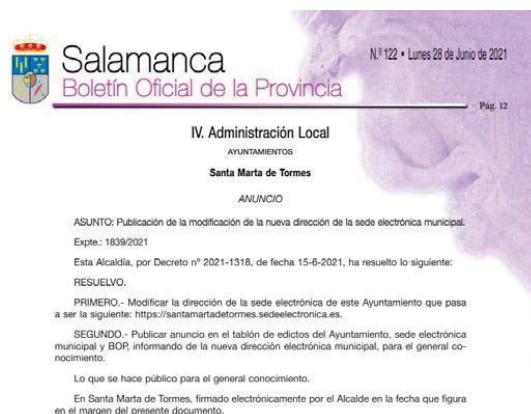 Salamanca
Boletín Oficial de la Provincia
N.º 122 • Lunes 28 de Junio de 2021
Pág. 12
IV. Administración Local
AYUNTAMIENTOS
Santa Marta de Tormes
ANUNCIO
ASUNTO: Publicación de la modificación de la nueva dirección de la sede electrónica municipal.
Expte.: 1839/2021
Esta Alcaldía, por Decreto nº 2021-1318, de fecha 15-6-2021, ha resuelto lo siguiente:
RESUELVO.
PRIMERO.- Modificar la dirección de la sede electrónica de este Ayuntamiento que pasa
a ser la siguiente: https://santamartadetormes.sedeelectronica.es.
SEGUNDO.- Publicar anuncio en el tablón de edictos del Ayuntamiento, sede electrónica
municipal y BOP, informando de la nueva dirección electrónica municipal, para el general co-
nocimiento.
Lo que se hace público para el general conocimiento.
En Santa Marta de Tormes, firmado electrónicamente por el Alcalde en la fecha que figura
en el margen del presente documento.